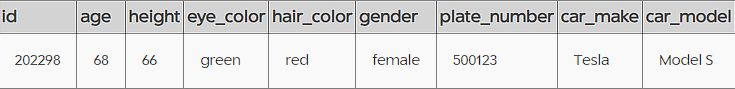 id age height eye_color hair_color gender plate_number car_make car_model
202298 68 66 green red female 500123 Tesla Model S